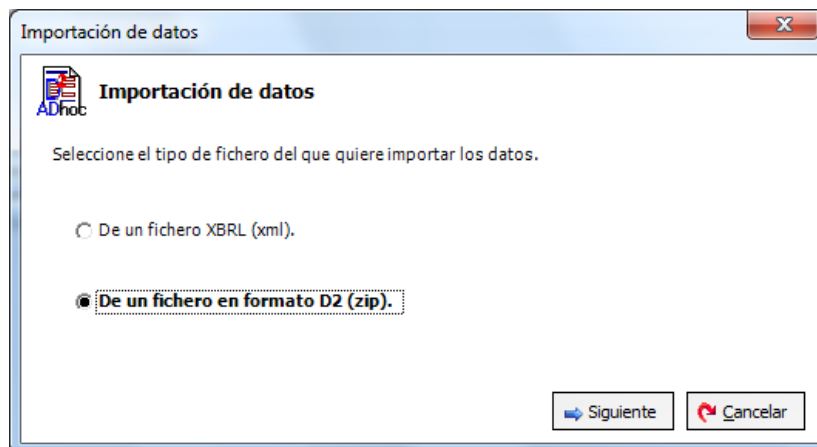 Importación de datos
X
ADhoc
Importación de datos
Seleccione el tipo de fichero del que quiere importar los datos.
De un fichero XBRL (xml).
De un fichero en formato D2 (zip).
Siguiente
Cancelar